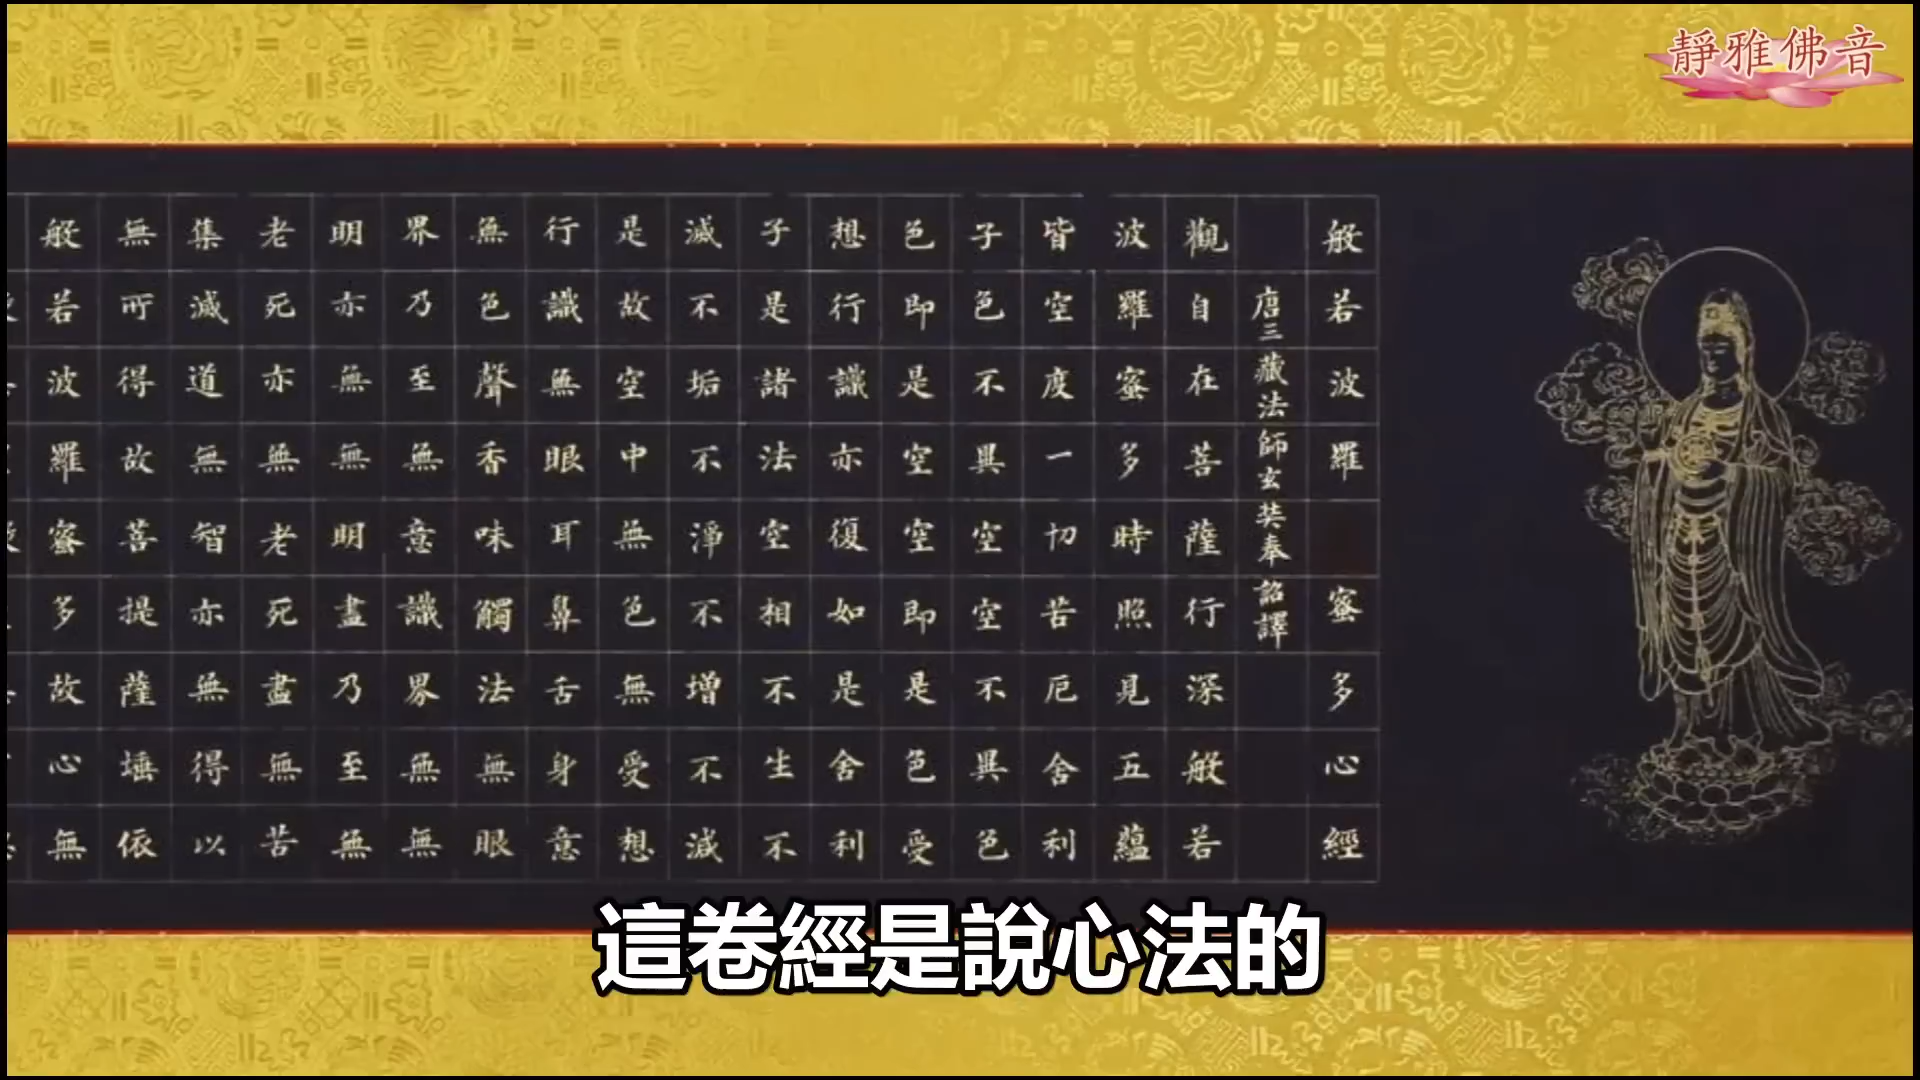 靜雅佛音
般若波羅蜜多心經
唐三藏法師玄奘奉詔譯
觀自在菩薩行深般若
波羅蜜多時照見五蘊
皆空度一切苦厄舍利
子色不異空空不異色
色即是空空即是色受
想行識亦復如是舍利
子是諸法空相不生不
滅不垢不淨不增不減
是故空中無色無受想
行識無眼耳鼻舌身意
無色聲香味觸法無眼
界乃至無意識界無無
明亦無無明盡乃至無
老死亦無老死盡無苦
集滅道無智亦無得以
無所得故菩提薩埵依
般若波羅蜜多故心無
這卷經是說心法的